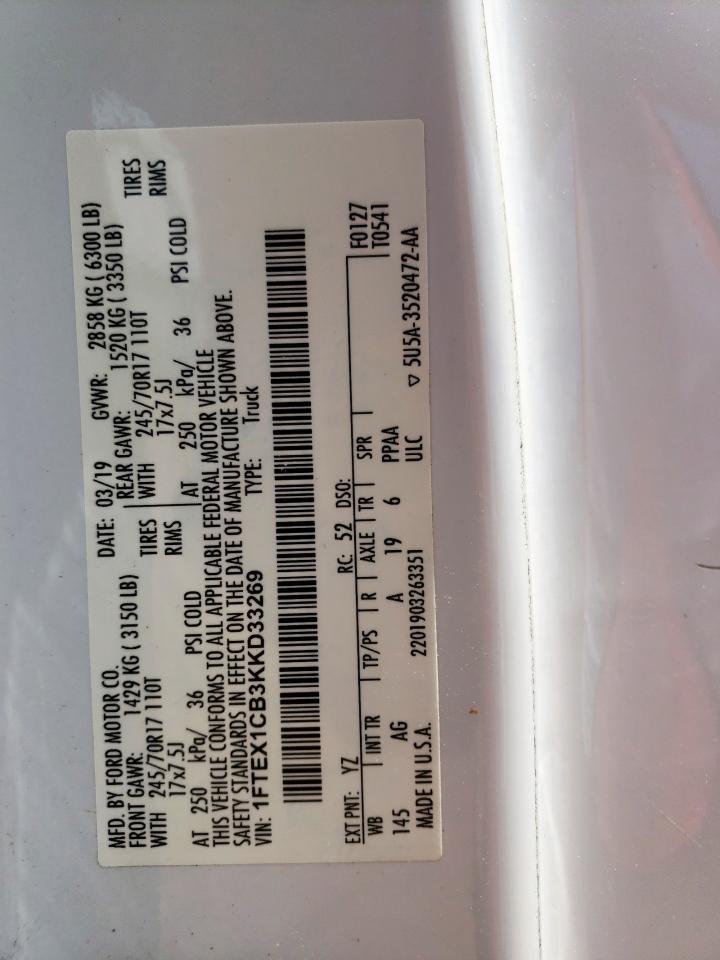 MFD. BY FORD MOTOR CO. DATE: 03/19 GVWR: 2858 KG ( 6300 LB)
FRONT GAWR: 1429 KG ( 3150 LB) REAR GAWR: 1520 KG ( 3350 LB)
WITH 245/70R17 110T TIRES WITH 245/70R17 110T TIRES
17x7.5J RIMS 17x7.5J RIMS
AT 250 kPa/ 36 PSI COLD AT 250 kPa/ 36 PSI COLD
THIS VEHICLE CONFORMS TO ALL APPLICABLE FEDERAL MOTOR VEHICLE
SAFETY STANDARDS IN EFFECT ON THE DATE OF MANUFACTURE SHOWN ABOVE.
VIN: 1FTEX1CB3KKD33269 TYPE: Truck
EXT PNT: YZ RC: 52 DSO: F0127
WB INT TR TP/PS R AXLE TR SPR T0541
145 AG A 19 6 PPAA
MADE IN U.S.A. 2201903263351 ULC ▽ 5U5A-3520472-AA